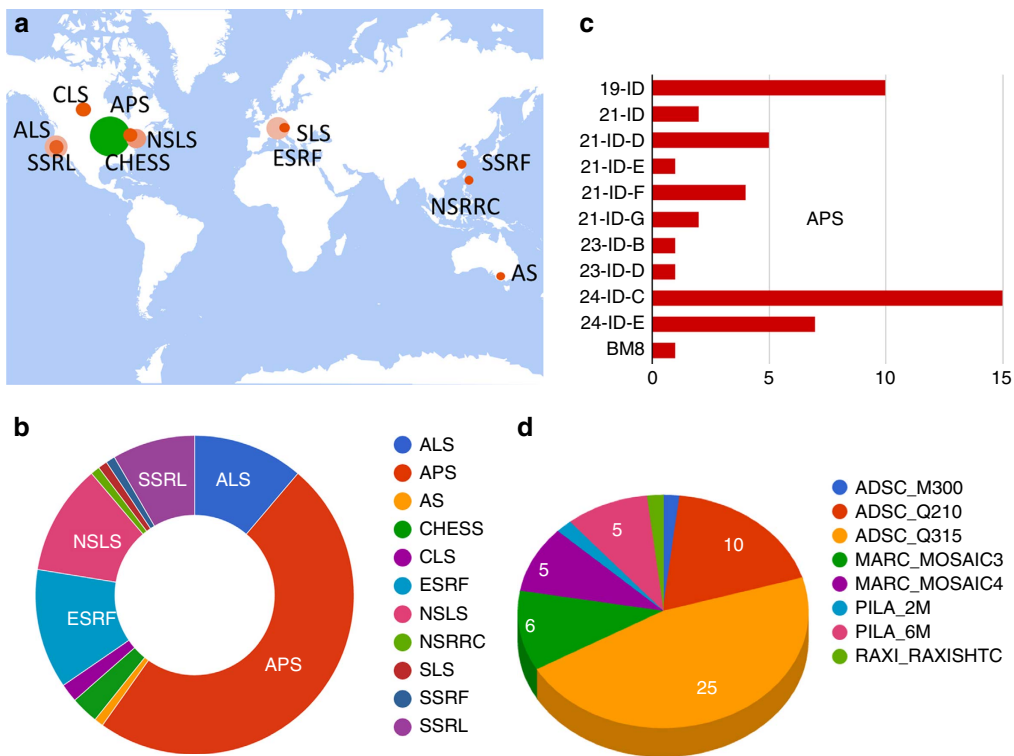 a
CLS
APS
ALS
NSLS
SSRL
CHESS
SLS
ESRF
SSRF
NSRRC
AS
c
19-ID
21-ID
21-ID-D
21-ID-E
21-ID-F
21-ID-G
23-ID-B
23-ID-D
24-ID-C
24-ID-E
BM8
APS
0
5
10
15
b
SSRL
ALS
NSLS
ESRF
APS
ALS
APS
AS
CHESS
CLS
ESRF
NSLS
NSRRC
SLS
SSRF
SSRL
d
5
10
5
6
25
ADSC_M300
ADSC_Q210
ADSC_Q315
MARC_MOSAIC3
MARC_MOSAIC4
PILA_2M
PILA_6M
RAXI_RAXISHTC